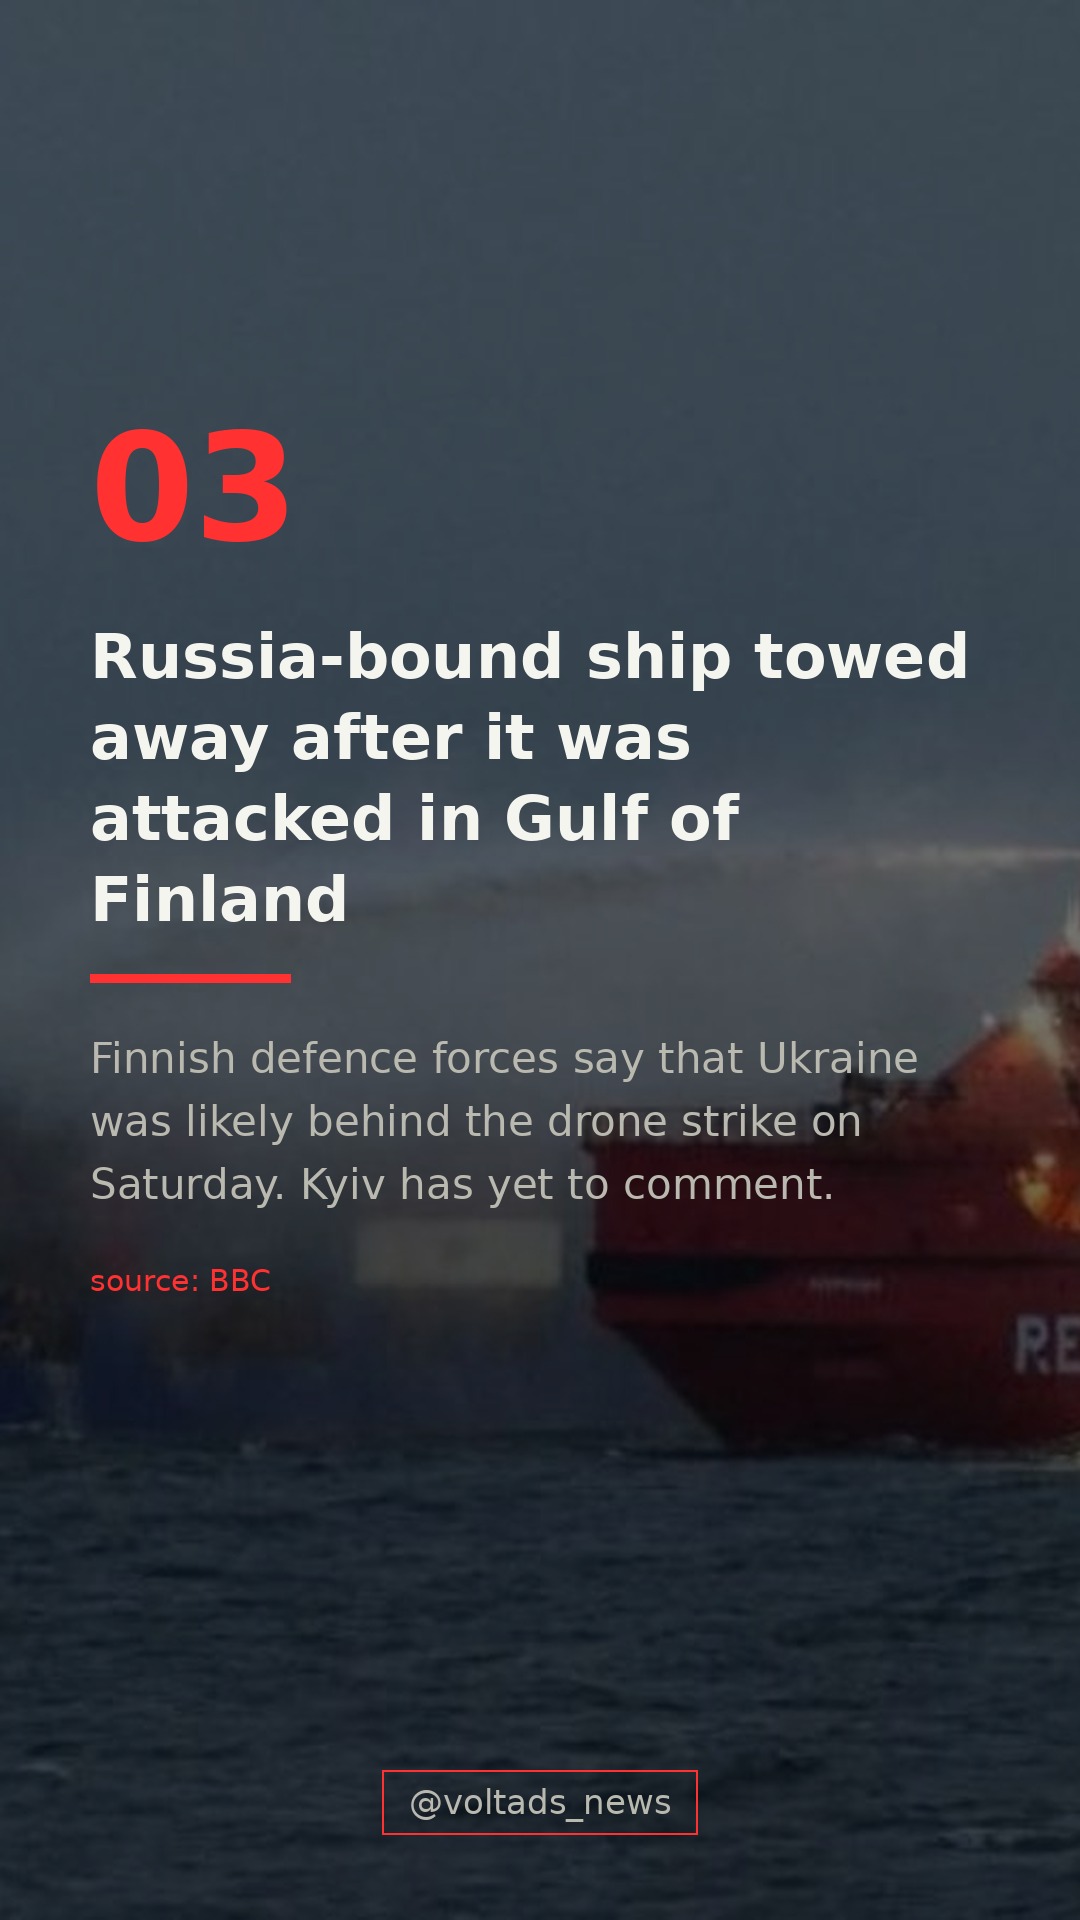 03
Russia-bound ship towed
away after it was
attacked in Gulf of
Finland
Finnish defence forces say that Ukraine
was likely behind the drone strike on
Saturday. Kyiv has yet to comment.
source: BBC
RE
@voltads_news